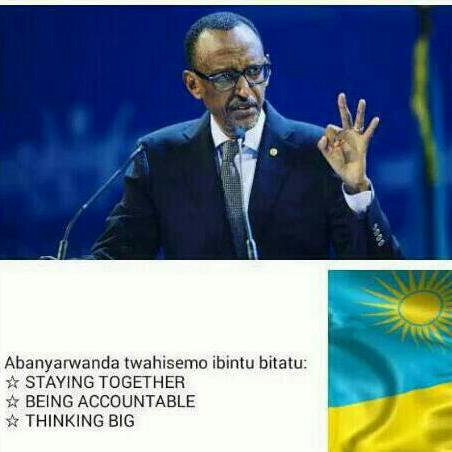 Abanyarwanda twahisemo ibintu bitatu:
☆ STAYING TOGETHER
☆ BEING ACCOUNTABLE
☆ THINKING BIG